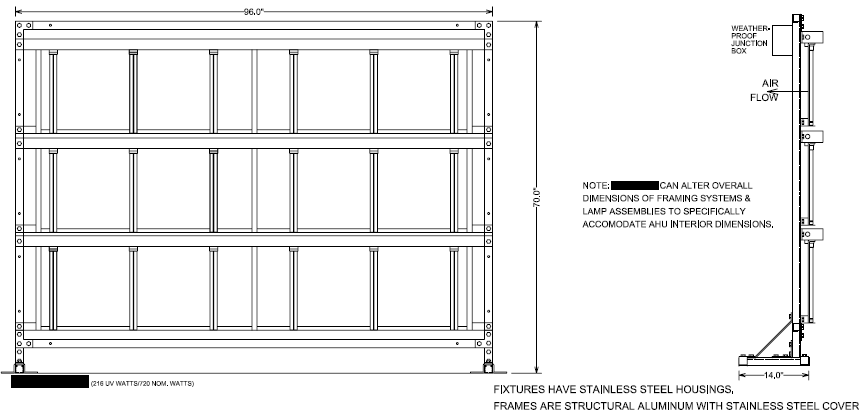 96.0"
WEATHER-
PROOF
JUNCTION
BOX
AIR
FLOW
70.0"
NOTE: CAN ALTER OVERALL
DIMENSIONS OF FRAMING SYSTEMS &
LAMP ASSEMBLIES TO SPECIFICALLY
ACCOMODATE AHU INTERIOR DIMENSIONS.
14.0"
(216 UV WATTS/720 NOM. WATTS)
FIXTURES HAVE STAINLESS STEEL HOUSINGS,
FRAMES ARE STRUCTURAL ALUMINUM WITH STAINLESS STEEL COVER